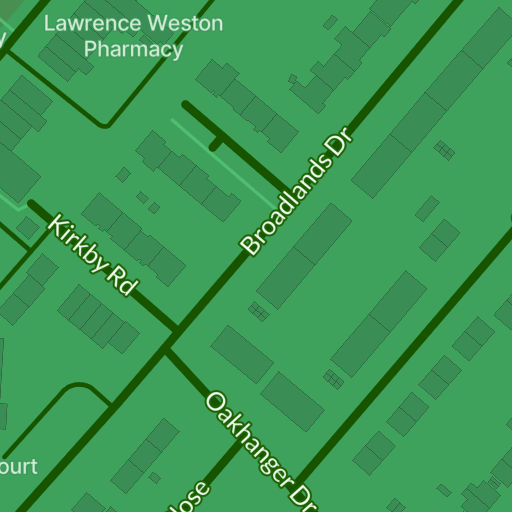 Lawrence Weston
Pharmacy
y
Broadlands Dr
Kirkby Rd
Oakhanger Dr
ourt
lose